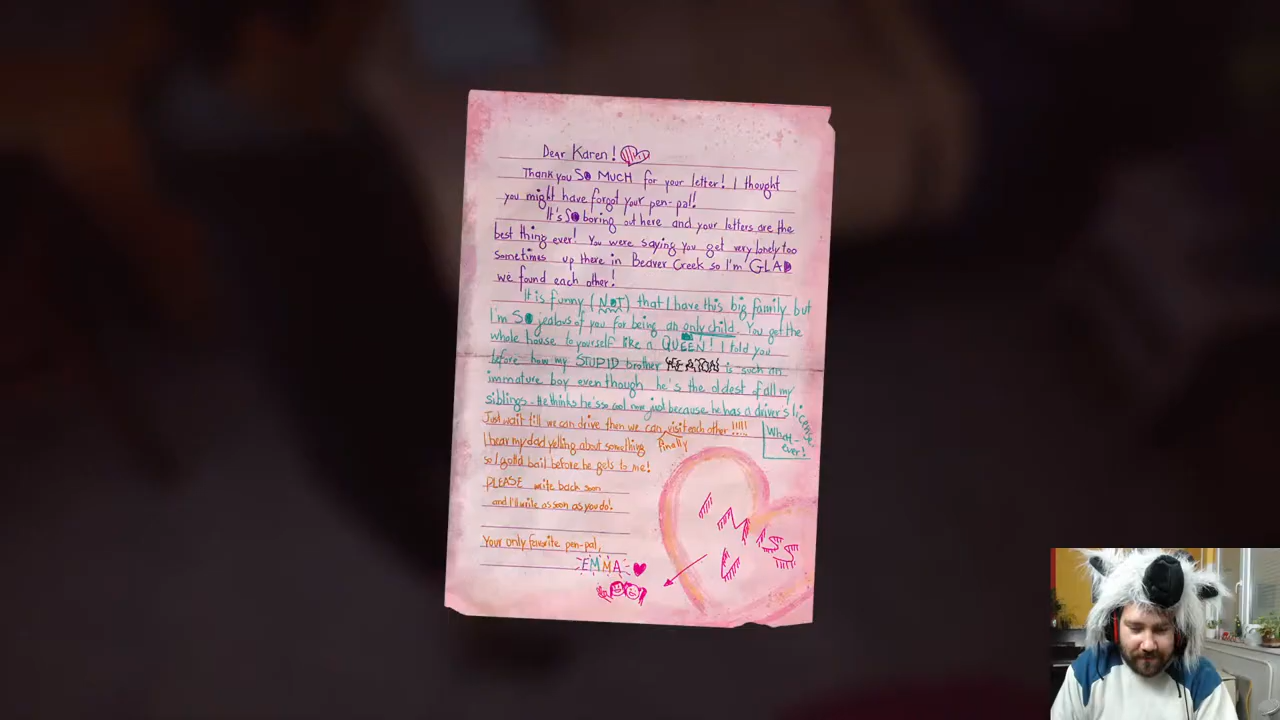 Dear Karen!
Thank you SO MUCH for your letter! I thought
you might have forgot your pen-pal!
It's So boring out here and your letters are the
best thing ever! You were saying you get very lonely too
sometimes up there in Beaver Creek so I'm GLAD
we found each other!
It is funny (NOT) that I have this big family but
I'm SO jealous of you for being an only child. You got the
whole house to yourself like a QUEEN! I told you
before how my STUPID brother is such an
immature boy even though he's the oldest of all my
siblings. He thinks he's so cool now just because he has a driver's license
What-
ever!
Just wait till we can drive then we can finally visit each other !!!!!
I hear my dad yelling about something
so I gotta bail before he gets to me!
PLEASE write back soon
and I'll write as soon as you do!
Your only favorite pen-pal,
EMMA